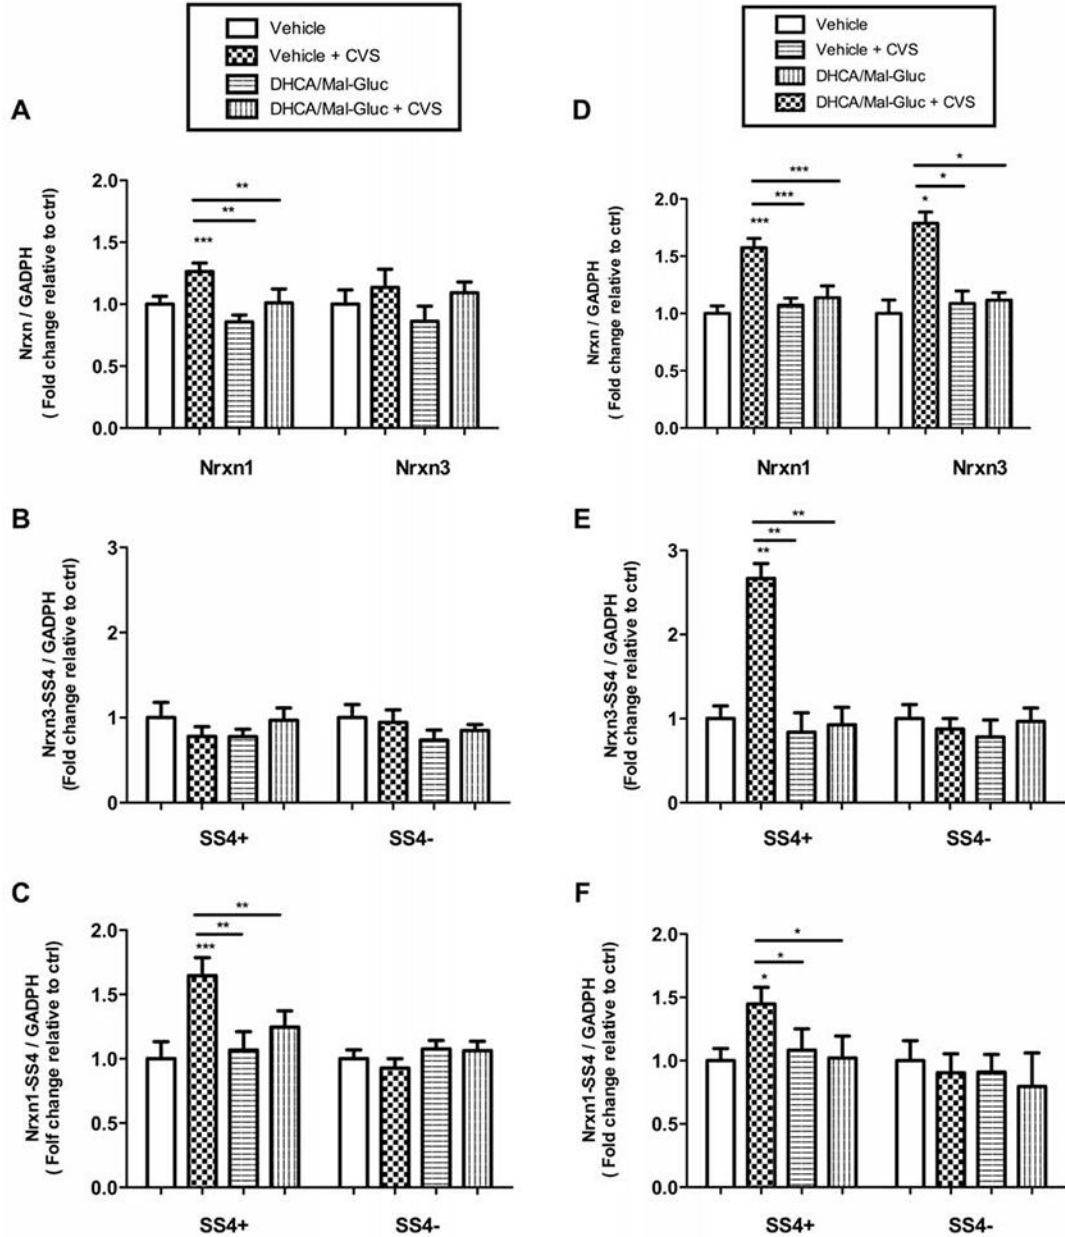 Vehicle
Vehicle + CVS
DHCA/Mal-Gluc
DHCA/Mal-Gluc + CVS
A
Nrxn / GADPH
( Fold change relative to ctrl)
2.0
1.5
1.0
0.5
0.0
**
**
***
Nrxn1
Nrxn3
B
Nrxn3-SS4 / GADPH
(Fold change relative to ctrl)
3
2
1
0
SS4+
SS4-
C
Nrxn1-SS4 / GADPH
( Folf change relative to ctrl)
2.0
1.5
1.0
0.5
0.0
**
**
***
SS4+
SS4-
Vehicle
Vehicle + CVS
DHCA/Mal-Gluc
DHCA/Mal-Gluc + CVS
D
Nrxn / GADPH
( Fold change relative to ctrl)
2.0
1.5
1.0
0.5
0.0
***
***
***
*
*
*
Nrxn1
Nrxn3
E
Nrxn3-SS4 / GADPH
(Fold change relative to ctrl)
3
2
1
0
**
**
**
SS4+
SS4-
F
Nrxn1-SS4 / GADPH
( Fold change relative to ctrl)
2.0
1.5
1.0
0.5
0.0
*
*
*
SS4+
SS4-